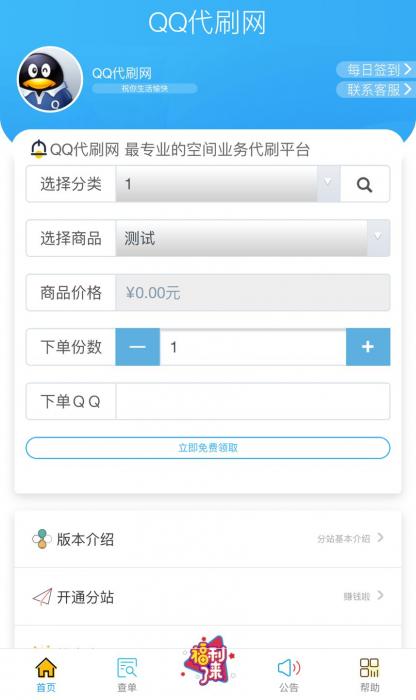 QQ代刷网
QQ代刷网
祝你生活愉快
每日签到
联系客服
QQ代刷网 最专业的空间业务代刷平台
选择分类
1
选择商品
测试
商品价格
¥0.00元
下单份数
—
1
+
下单QQ
立即免费领取
版本介绍
分站基本介绍
开通分站
赚钱啦
首页
查单
福利来了
公告
帮助